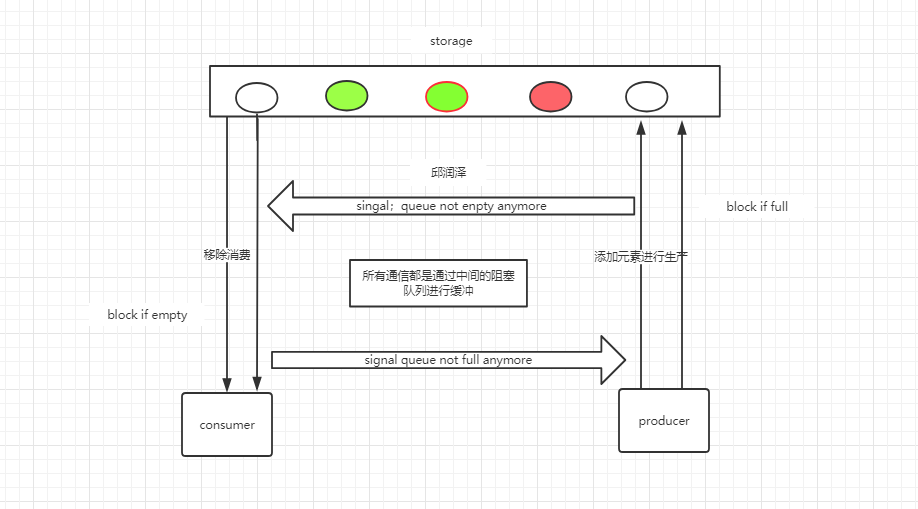 storage
邱润泽
singal；queue not enpty anymore
block if full
移除消费
添加元素进行生产
所有通信都是通过中间的阻塞
队列进行缓冲
block if empty
signal queue not full anymore
consumer
producer